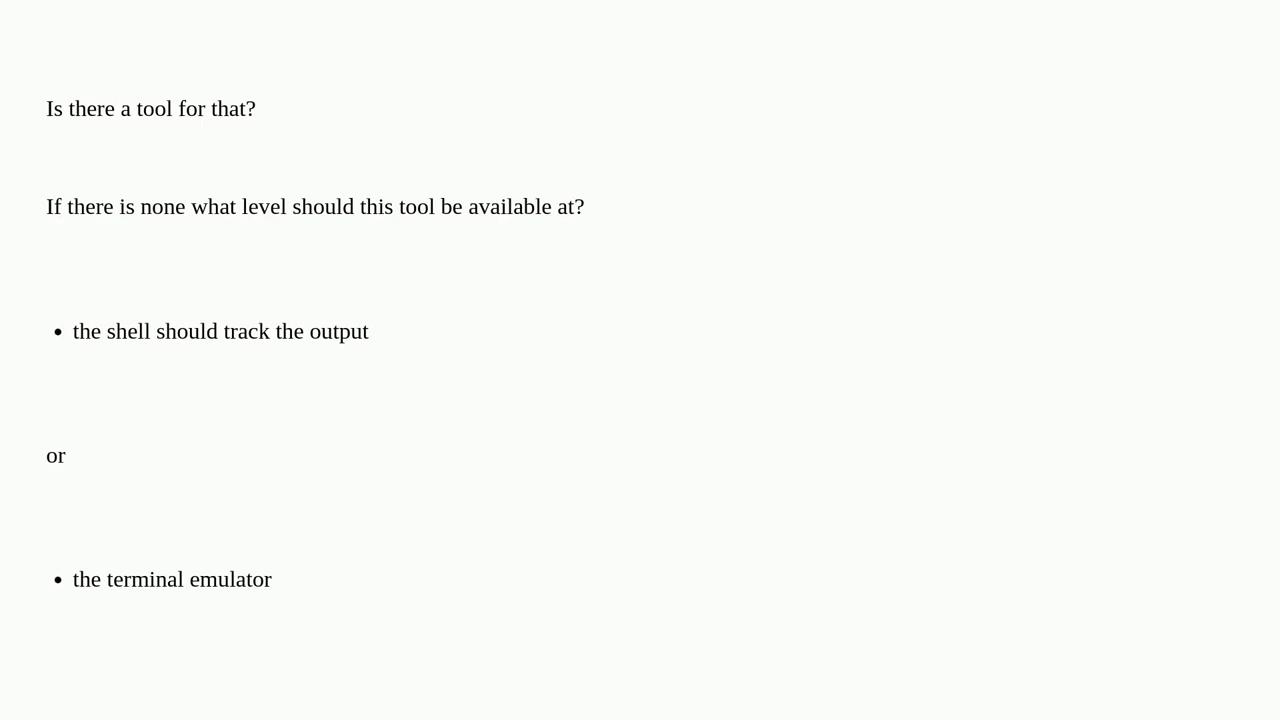 Is there a tool for that?
If there is none what level should this tool be available at?
• the shell should track the output
or
• the terminal emulator